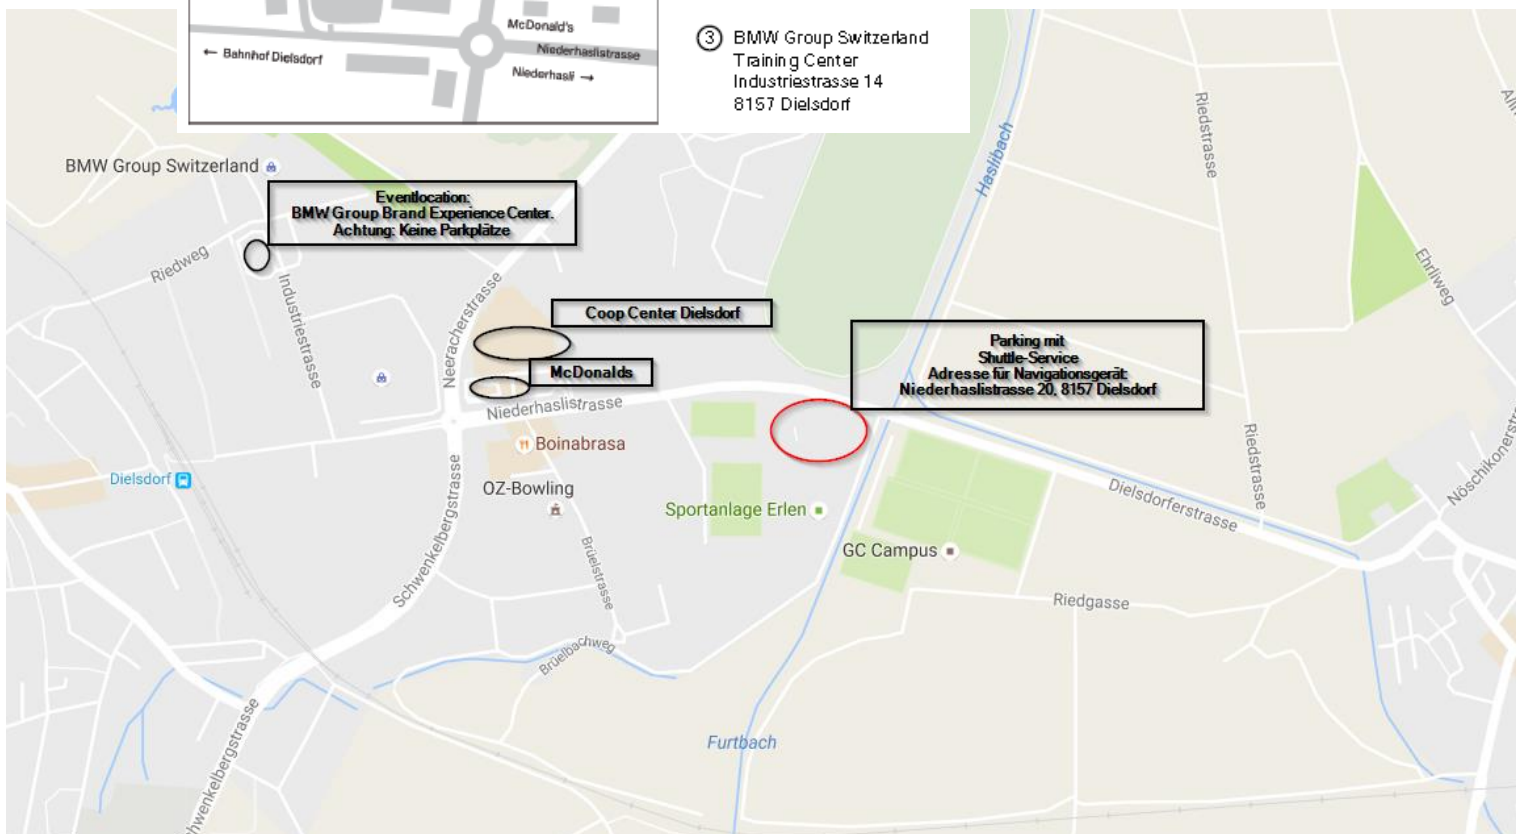 McDonald's
Niederhaslistrasse
← Bahnhof Dielsdorf
Niederhasli →
③ BMW Group Switzerland
Training Center
Industriestrasse 14
8157 Dielsdorf
BMW Group Switzerland
Eventlocation:
BMW Group Brand Experience Center.
Achtung: Keine Parkplätze
Riedweg
Industriestrasse
Neeracherstrasse
Coop Center Dielsdorf
McDonalds
Niederhaslistrasse
Parking mit
Shuttle-Service
Adresse für Navigationsgerät:
Niederhaslistrasse 20, 8157 Dielsdorf
Haslibach
Riedstrasse
Ehrliweg
Boinabrasa
Dielsdorf
OZ-Bowling
Schwenkelbergstrasse
Brüelstrasse
Sportanlage Erlen
GC Campus
Dielsdorferstrasse
Riedstrasse
Riedgasse
Brüelbachweg
Furtbach